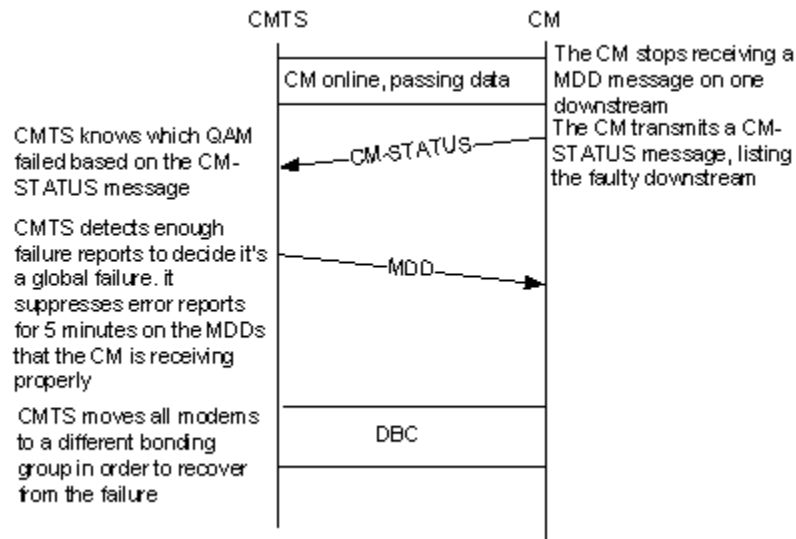 CMTS
CM
CM online, passing data
The CM stops receiving a
MDD message on one
downstream
The CM transmits a CM-
STATUS message, listing
the faulty downstream
CM-STATUS
CMTS knows which QAM
failed based on the CM-
STATUS message
CMTS detects enough
failure reports to decide it's
a global failure. it
suppresses error reports
for 5 minutes on the MDDs
that the CM is receiving
properly
MDD
CMTS moves all modems
to a different bonding
group in order to recover
from the failure
DBC